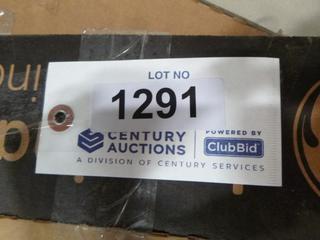 LOT NO
1291
CENTURY
AUCTIONS
POWERED BY
ClubBid
A DIVISION OF CENTURY SERVICES